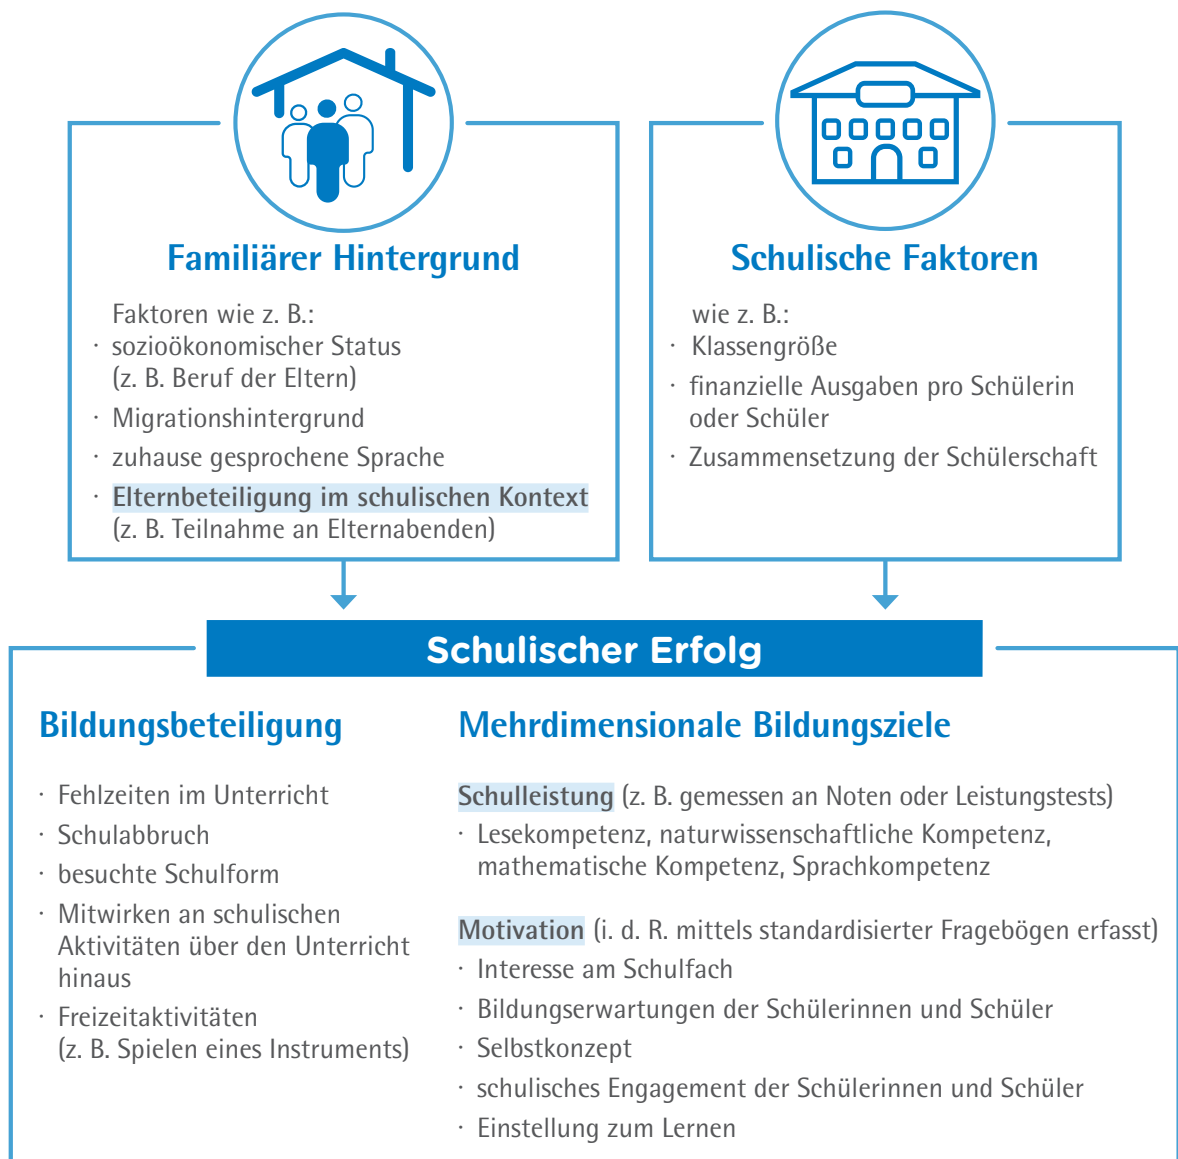 Familiärer Hintergrund
Faktoren wie z. B.:
· sozioökonomischer Status
(z. B. Beruf der Eltern)
· Migrationshintergrund
· zuhause gesprochene Sprache
· Elternbeteiligung im schulischen Kontext
(z. B. Teilnahme an Elternabenden)
Schulische Faktoren
wie z. B.:
· Klassengröße
· finanzielle Ausgaben pro Schülerin
oder Schüler
· Zusammensetzung der Schülerschaft
Schulischer Erfolg
Bildungsbeteiligung
· Fehlzeiten im Unterricht
· Schulabbruch
· besuchte Schulform
· Mitwirken an schulischen
Aktivitäten über den Unterricht
hinaus
· Freizeitaktivitäten
(z. B. Spielen eines Instruments)
Mehrdimensionale Bildungsziele
Schulleistung (z. B. gemessen an Noten oder Leistungstests)
· Lesekompetenz, naturwissenschaftliche Kompetenz,
mathematische Kompetenz, Sprachkompetenz
Motivation (i. d. R. mittels standardisierter Fragebögen erfasst)
· Interesse am Schulfach
· Bildungserwartungen der Schülerinnen und Schüler
· Selbstkonzept
· schulisches Engagement der Schülerinnen und Schüler
· Einstellung zum Lernen